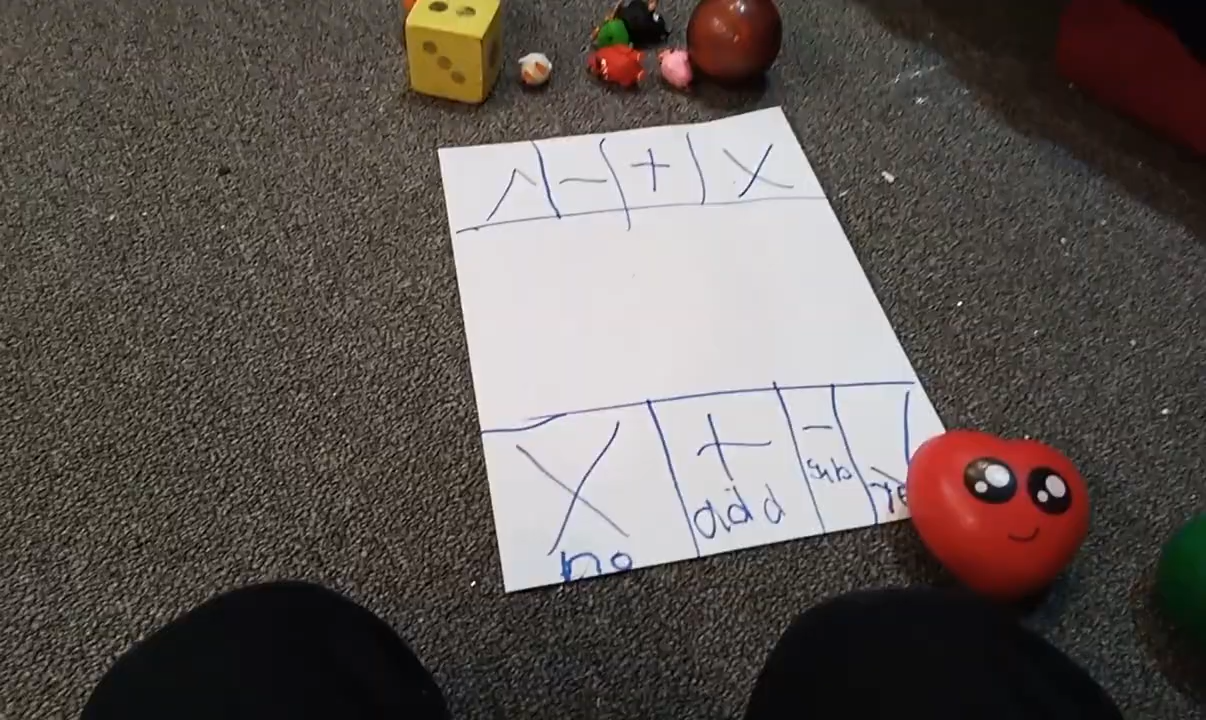 − + X
X + −
no add sub